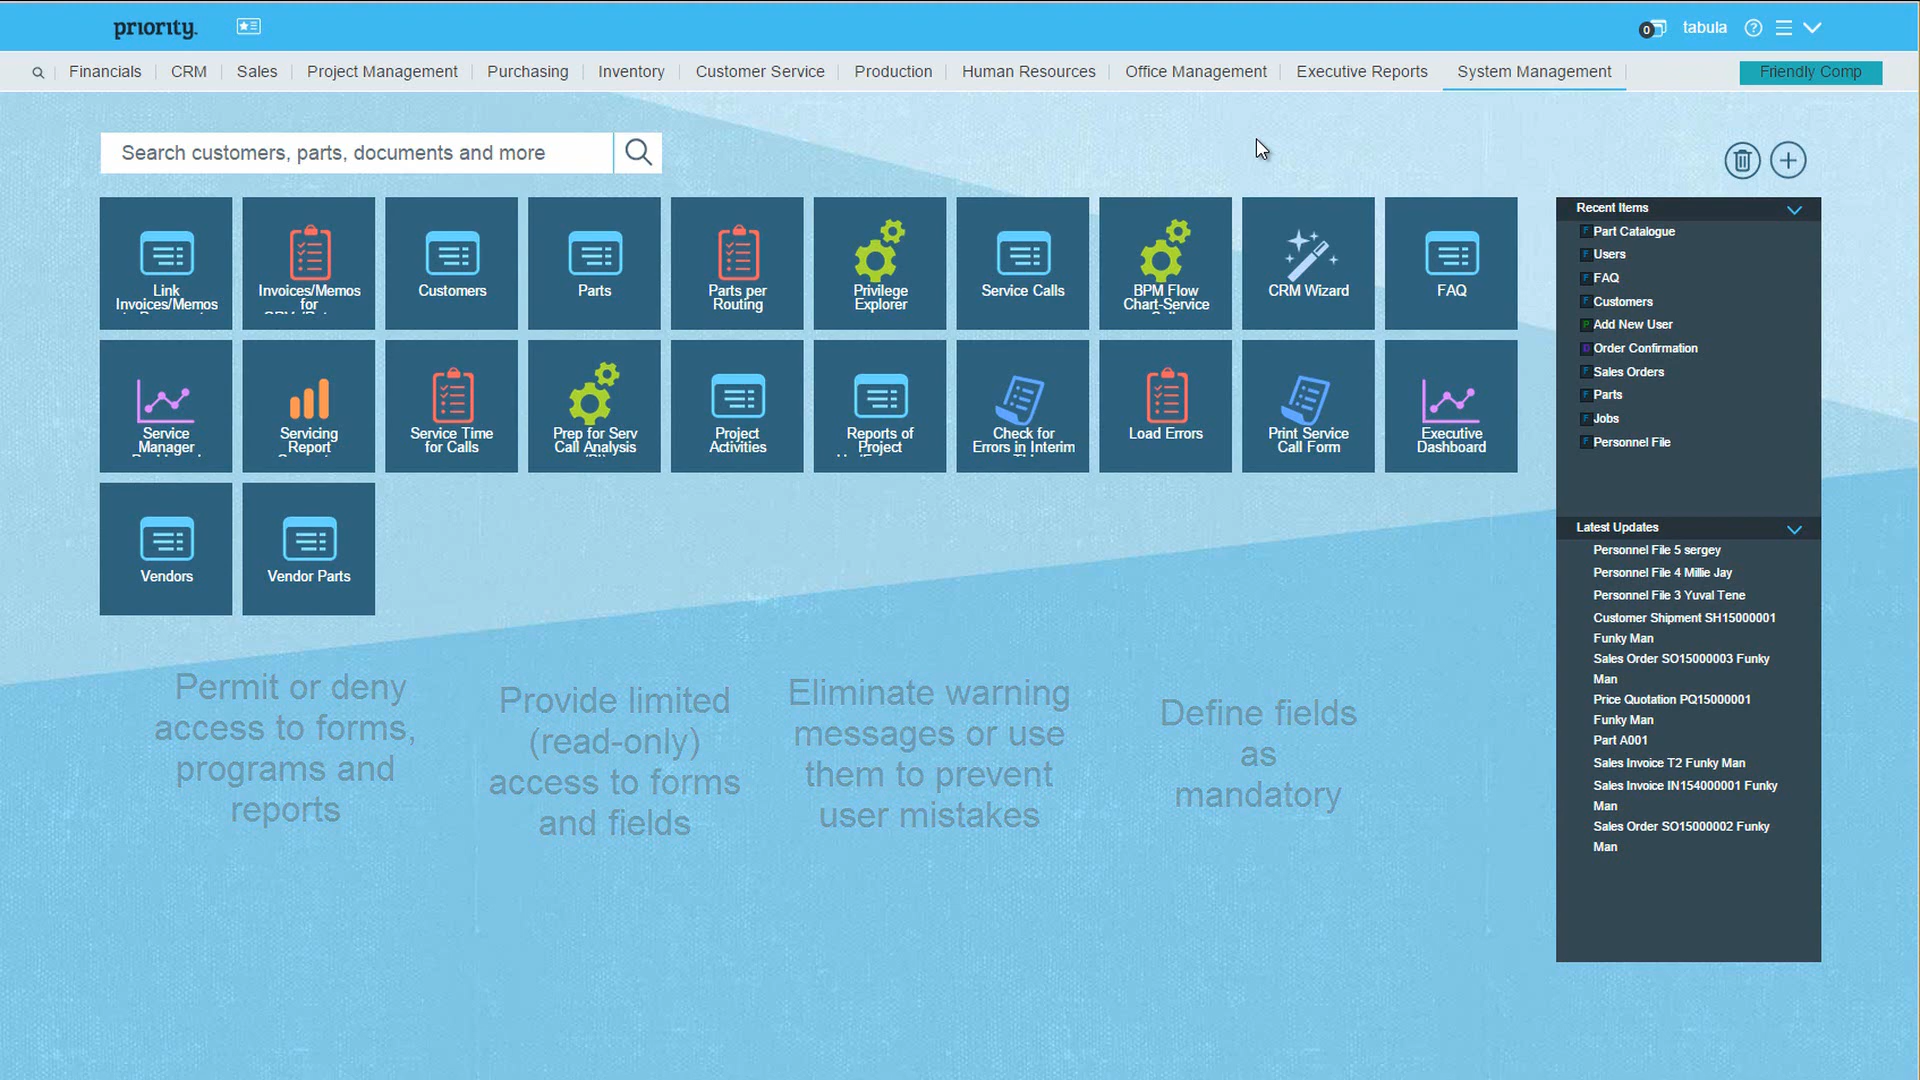 priority.
0 tabula
Financials CRM Sales Project Management Purchasing Inventory Customer Service Production Human Resources Office Management Executive Reports System Management Friendly Comp
Search customers, parts, documents and more
Link
Invoices/Memos
Invoices/Memos
for
Customers
Parts
Parts per
Routing
Privilege
Explorer
Service Calls
BPM Flow
Chart-Service
CRM Wizard
FAQ
Service
Manager
Servicing
Report
Service Time
for Calls
Prep for Serv
Call Analysis
Project
Activities
Reports of
Project
Check for
Errors in Interim
Load Errors
Print Service
Call Form
Executive
Dashboard
Vendors
Vendor Parts
Recent Items
Part Catalogue
Users
FAQ
Customers
Add New User
Order Confirmation
Sales Orders
Parts
Jobs
Personnel File
Latest Updates
Personnel File 5 sergey
Personnel File 4 Millie Jay
Personnel File 3 Yuval Tene
Customer Shipment SH15000001
Funky Man
Sales Order SO15000003 Funky
Man
Price Quotation PQ15000001
Funky Man
Part A001
Sales Invoice T2 Funky Man
Sales Invoice IN154000001 Funky
Man
Sales Order SO15000002 Funky
Man
Permit or deny
access to forms,
programs and
reports
Provide limited
(read-only)
access to forms
and fields
Eliminate warning
messages or use
them to prevent
user mistakes
Define fields
as
mandatory